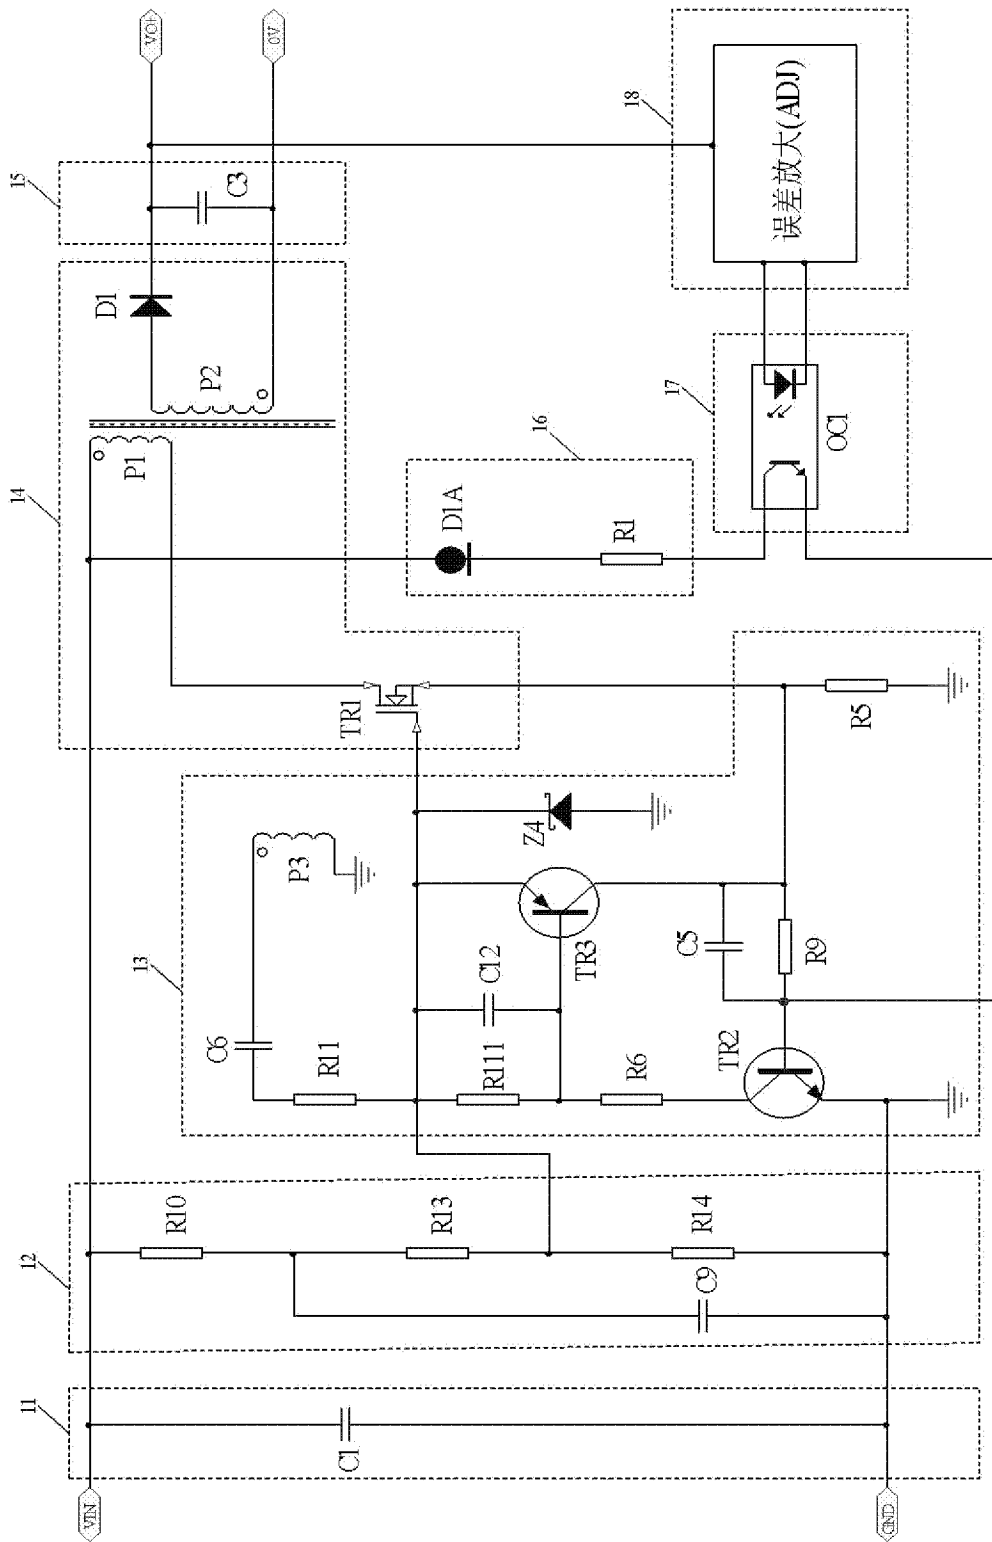 VIN
GND
11
C1
12
R10
R13
R14
C9
13
C6
R11
R111
C12
R6
TR2
P3
TR3
Z4
C5
R9
R5
14
TR1
P1
P2
D1
16
D1A
R1
17
OC1
15
C3
18
误差放大(ADJ)
VO+
0V